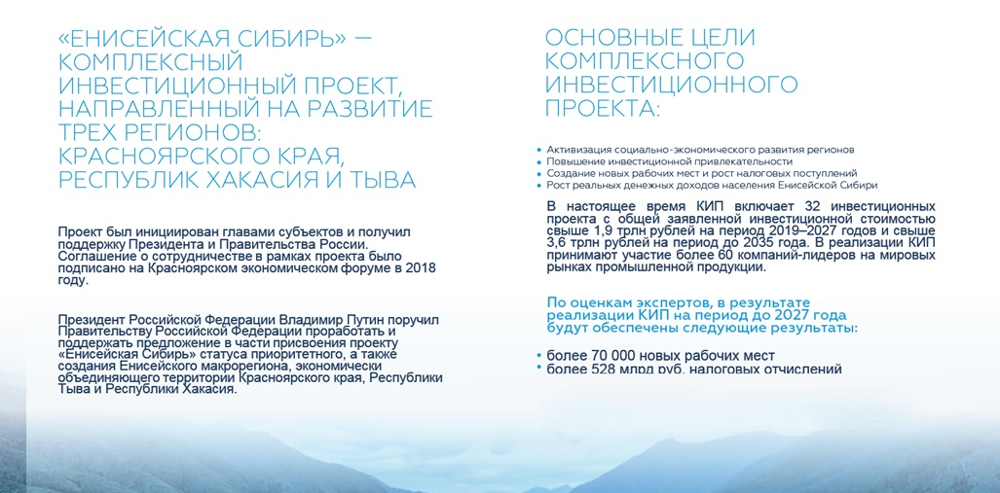 «ЕНИСЕЙСКАЯ СИБИРЬ» —
КОМПЛЕКСНЫЙ
ИНВЕСТИЦИОННЫЙ ПРОЕКТ,
НАПРАВЛЕННЫЙ НА РАЗВИТИЕ
ТРЕХ РЕГИОНОВ:
КРАСНОЯРСКОГО КРАЯ,
РЕСПУБЛИК ХАКАСИЯ И ТЫВА
Проект был инициирован главами субъектов и получил
поддержку Президента и Правительства России.
Соглашение о сотрудничестве в рамках проекта было
подписано на Красноярском экономическом форуме в 2018
году.
Президент Российской Федерации Владимир Путин поручил
Правительству Российской Федерации проработать и
поддержать предложение в части присвоения проекту
«Енисейская Сибирь» статуса приоритетного, а также
создания Енисейского макрорегиона, экономически
объединяющего территории Красноярского края, Республики
Тыва и Республики Хакасия.
ОСНОВНЫЕ ЦЕЛИ
КОМПЛЕКСНОГО
ИНВЕСТИЦИОННОГО
ПРОЕКТА:
• Активизация социально-экономического развития регионов
• Повышение инвестиционной привлекательности
• Создание новых рабочих мест и рост налоговых поступлений
• Рост реальных денежных доходов населения Енисейской Сибири
В настоящее время КИП включает 32 инвестиционных
проекта с общей заявленной инвестиционной стоимостью
свыше 1,9 трлн рублей на период 2019–2027 годов и свыше
3,6 трлн рублей на период до 2035 года. В реализации КИП
принимают участие более 60 компаний-лидеров на мировых
рынках промышленной продукции.
По оценкам экспертов, в результате
реализации КИП на период до 2027 года
будут обеспечены следующие результаты:
• более 70 000 новых рабочих мест
• более 528 млрд руб. налоговых отчислений